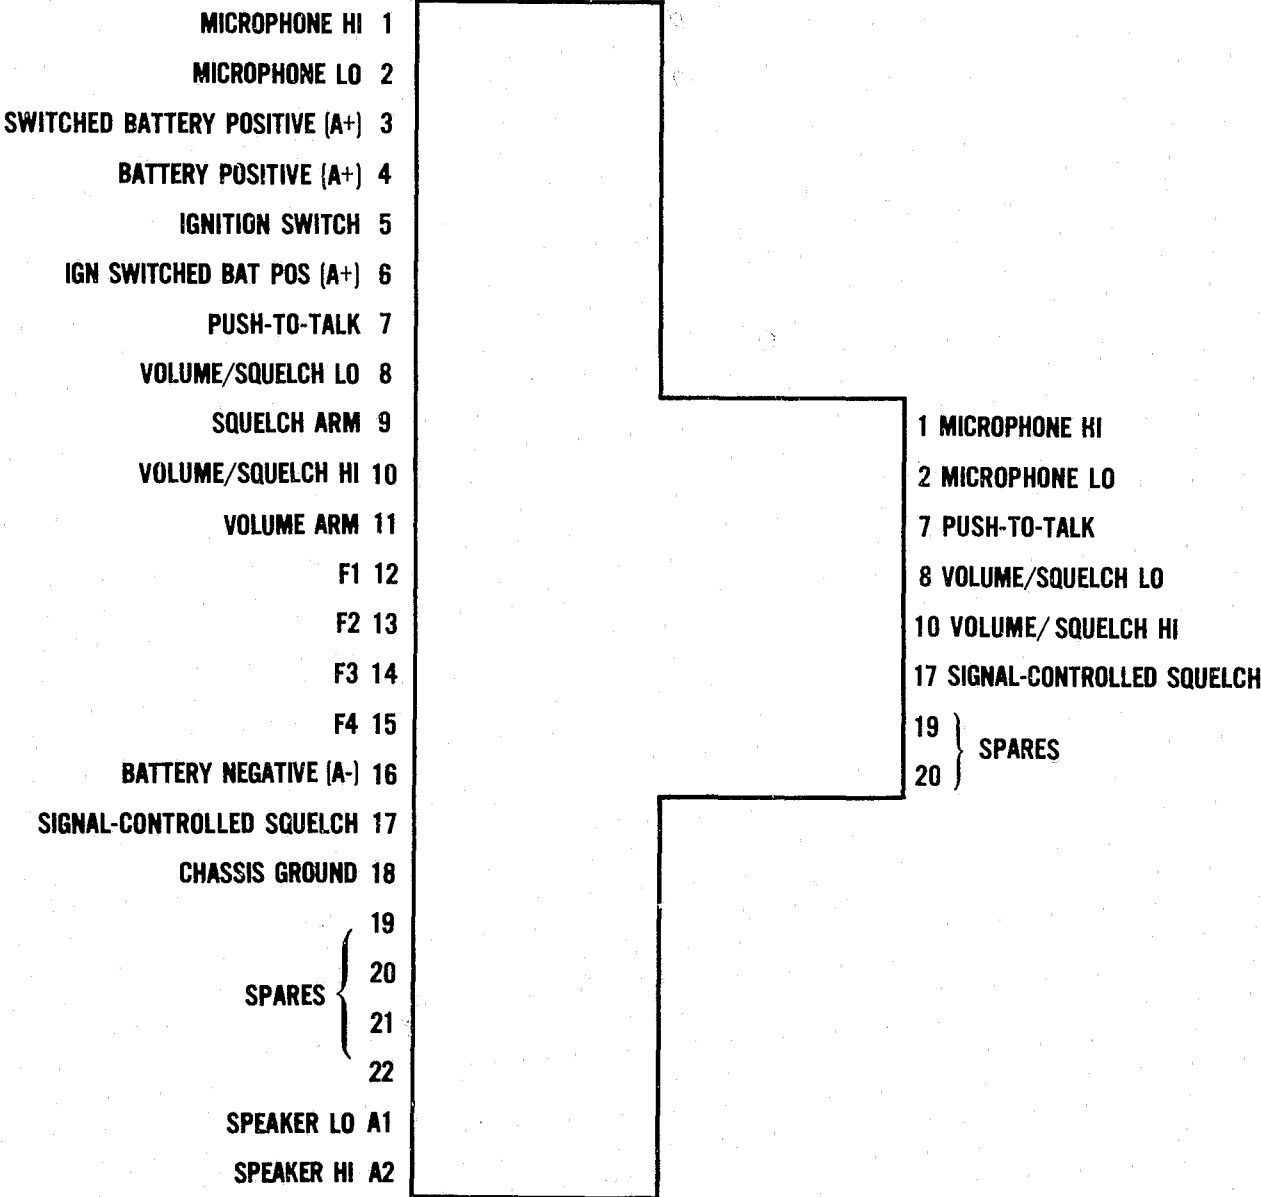 MICROPHONE HI 1
MICROPHONE LO 2
SWITCHED BATTERY POSITIVE (A+) 3
BATTERY POSITIVE (A+) 4
IGNITION SWITCH 5
IGN SWITCHED BAT POS (A+) 6
PUSH-TO-TALK 7
VOLUME/SQUELCH LO 8
SQUELCH ARM 9
VOLUME/SQUELCH HI 10
VOLUME ARM 11
F1 12
F2 13
F3 14
F4 15
BATTERY NEGATIVE (A-) 16
SIGNAL-CONTROLLED SQUELCH 17
CHASSIS GROUND 18
19
20
SPARES
21
22
SPEAKER LO A1
SPEAKER HI A2
1 MICROPHONE HI
2 MICROPHONE LO
7 PUSH-TO-TALK
8 VOLUME/SQUELCH LO
10 VOLUME/SQUELCH HI
17 SIGNAL-CONTROLLED SQUELCH
19
SPARES
20